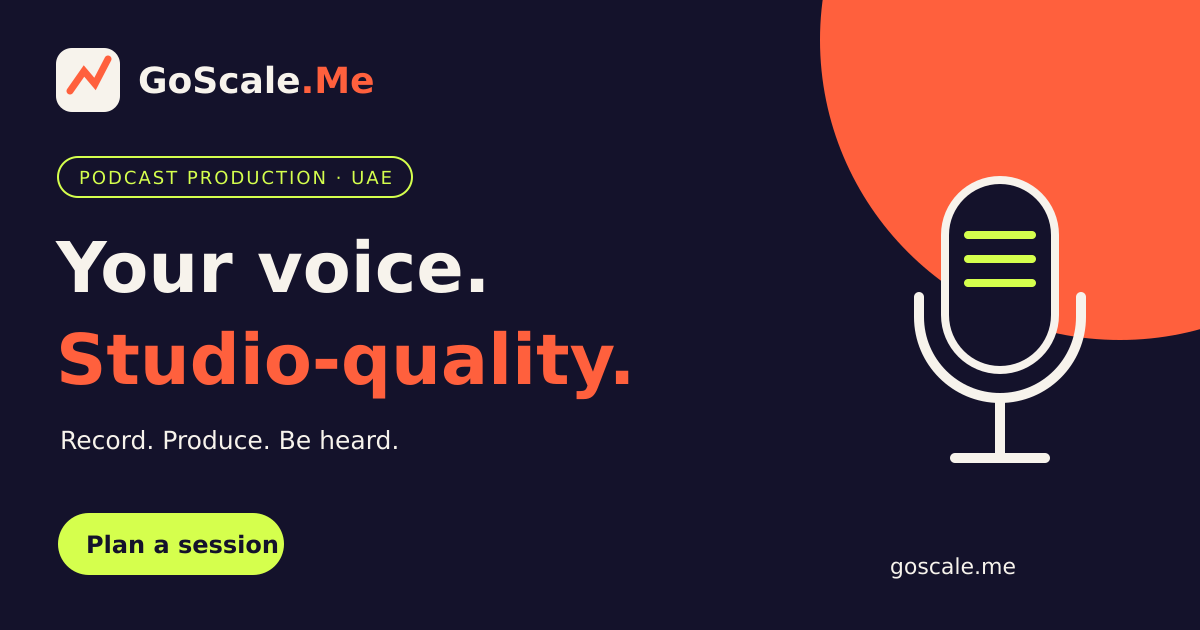 GoScale.Me
PODCAST PRODUCTION · UAE
Your voice.
Studio-quality.
Record. Produce. Be heard.
Plan a session
goscale.me